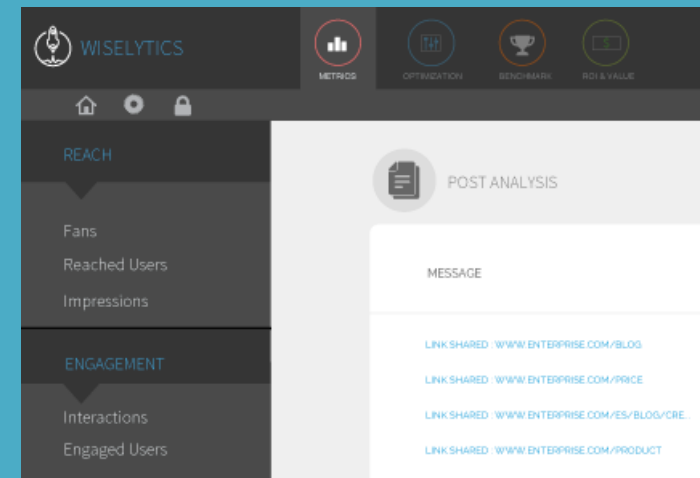 WISELYTICS
METRICS
OPTIMIZATION
BENCHMARK
ROI & VALUE
REACH
Fans
Reached Users
Impressions
ENGAGEMENT
Interactions
Engaged Users
POST ANALYSIS
MESSAGE
LINK SHARED : WWW.ENTERPRISE.COM/BLOG
LINK SHARED : WWW.ENTERPRISE.COM/PRICE
LINK SHARED : WWW.ENTERPRISE.COM/ES/BLOG/CRE...
LINK SHARED : WWW.ENTERPRISE.COM/PRODUCT